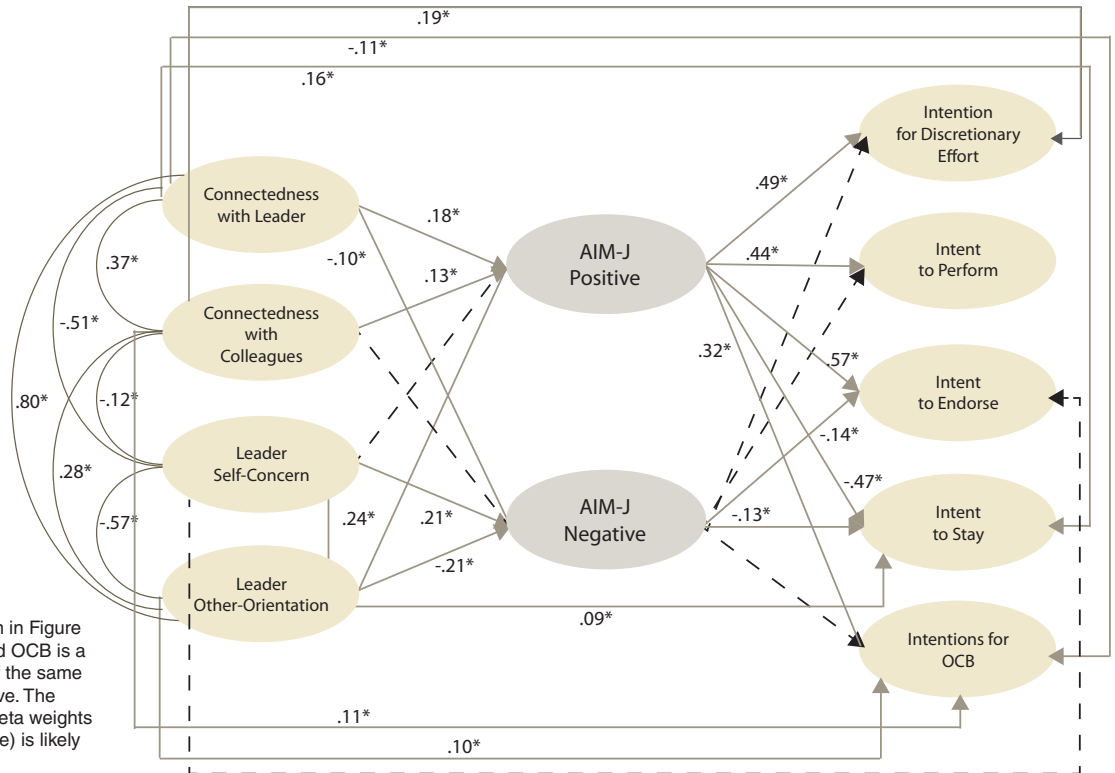 .19*
-.11*
.16*
Intention
for Discretionary
Effort
Connectedness
with Leader
.18*
.49*
-.10*
AIM-J
Positive
.44*
Intent
to Perform
.37*
.13*
Connectedness
with
Colleagues
-.51*
.32*
.57*
Intent
to Endorse
.80*
-.12*
-.14*
Leader
Self-Concern
.28*
-.47*
-.57*
.24*
.21*
AIM-J
Negative
-.13*
Intent
to Stay
-.21*
Leader
Other-Orientation
.09*
n in Figure
d OCB is a
f the same
ve. The
eta weights
e) is likely
Intentions for
OCB
.11*
.10*